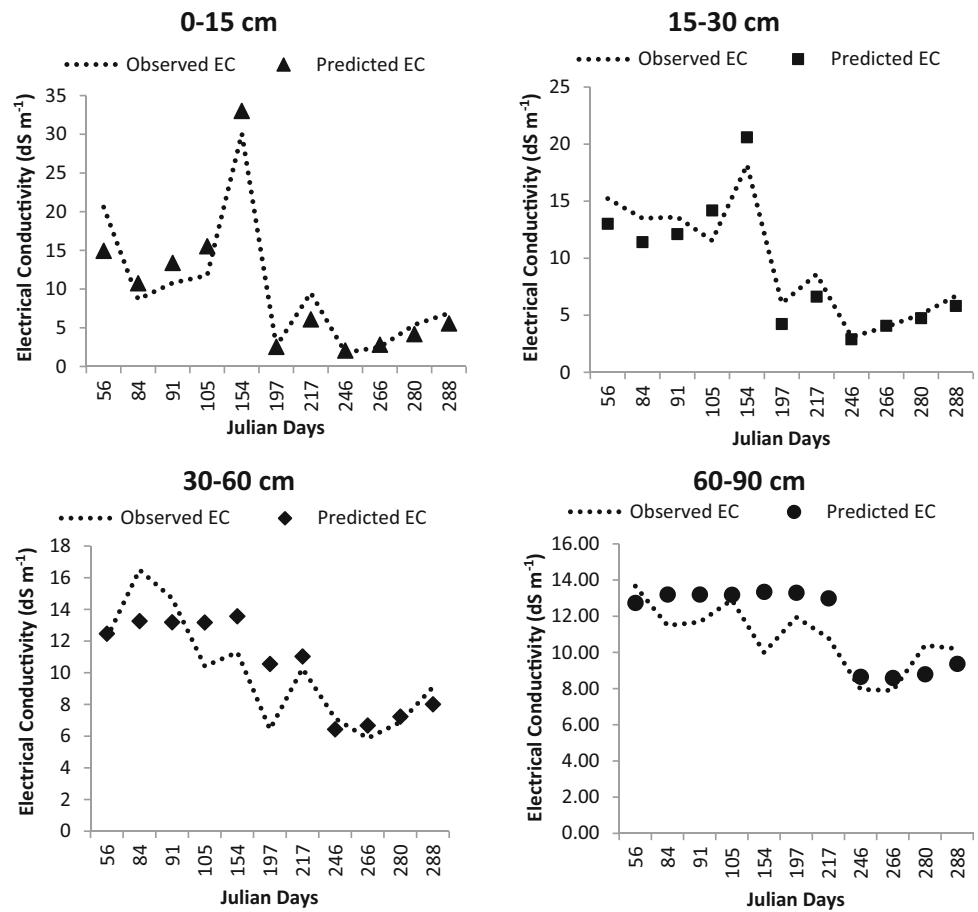 0-15 cm
Observed EC Predicted EC
Electrical Conductivity (dS m-1)
35
30
25
20
15
10
5
0
56 84 91 105 154 197 217 246 266 280 288
Julian Days
15-30 cm
Observed EC Predicted EC
Electrical Conductivity (dS m-1)
25
20
15
10
5
0
56 84 91 105 154 197 217 246 266 280 288
Julian Days
30-60 cm
Observed EC Predicted EC
Electrical Conductivity (dS m-1)
18
16
14
12
10
8
6
4
2
0
56 84 91 105 154 197 217 246 266 280 288
Julian Days
60-90 cm
Observed EC Predicted EC
Electrical Conductivity (dS m-1)
16.00
14.00
12.00
10.00
8.00
6.00
4.00
2.00
0.00
56 84 91 105 154 197 217 246 266 280 288
Julian Days